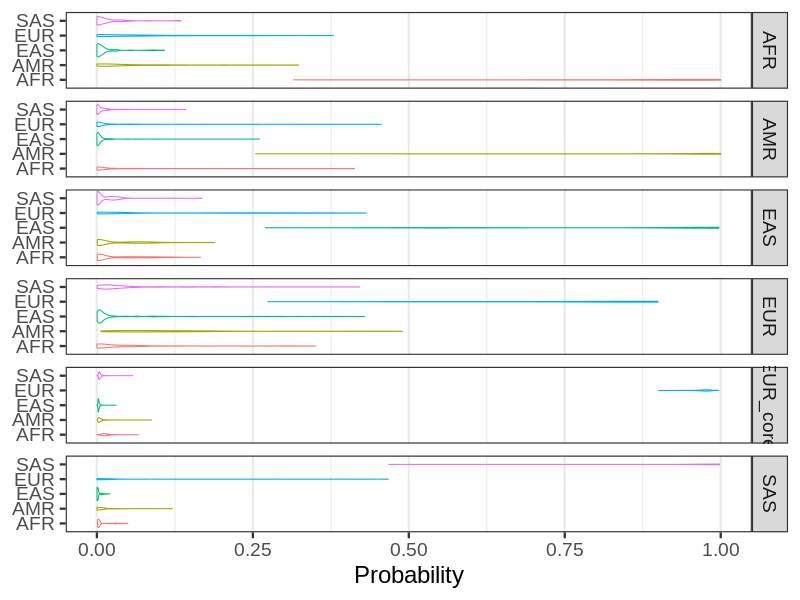 SAS
EUR
EAS
AMR
AFR
AFR
SAS
EUR
EAS
AMR
AFR
AMR
SAS
EUR
EAS
AMR
AFR
EAS
SAS
EUR
EAS
AMR
AFR
EUR
SAS
EUR
EAS
AMR
AFR
EUR_core
SAS
EUR
EAS
AMR
AFR
SAS
0.00 0.25 0.50 0.75 1.00
Probability